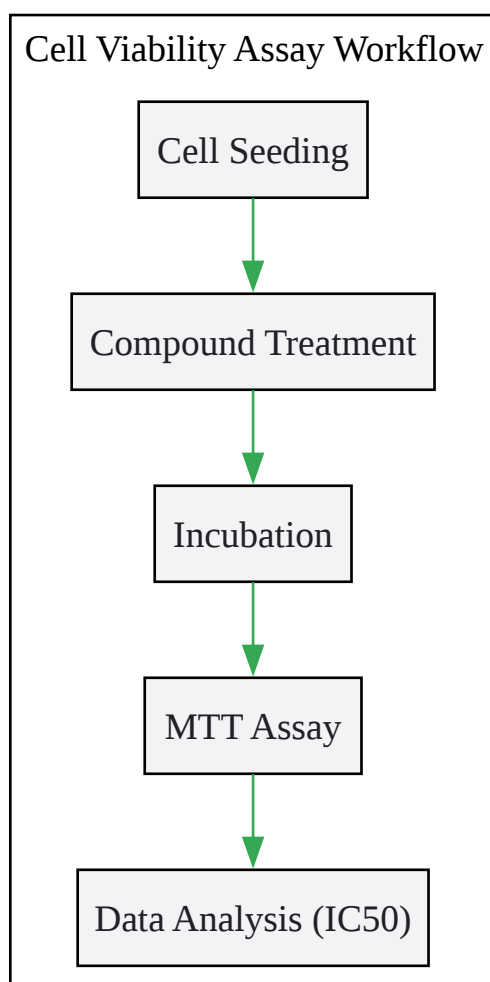 Cell Viability Assay Workflow
Cell Seeding
Compound Treatment
Incubation
MTT Assay
Data Analysis (IC50)